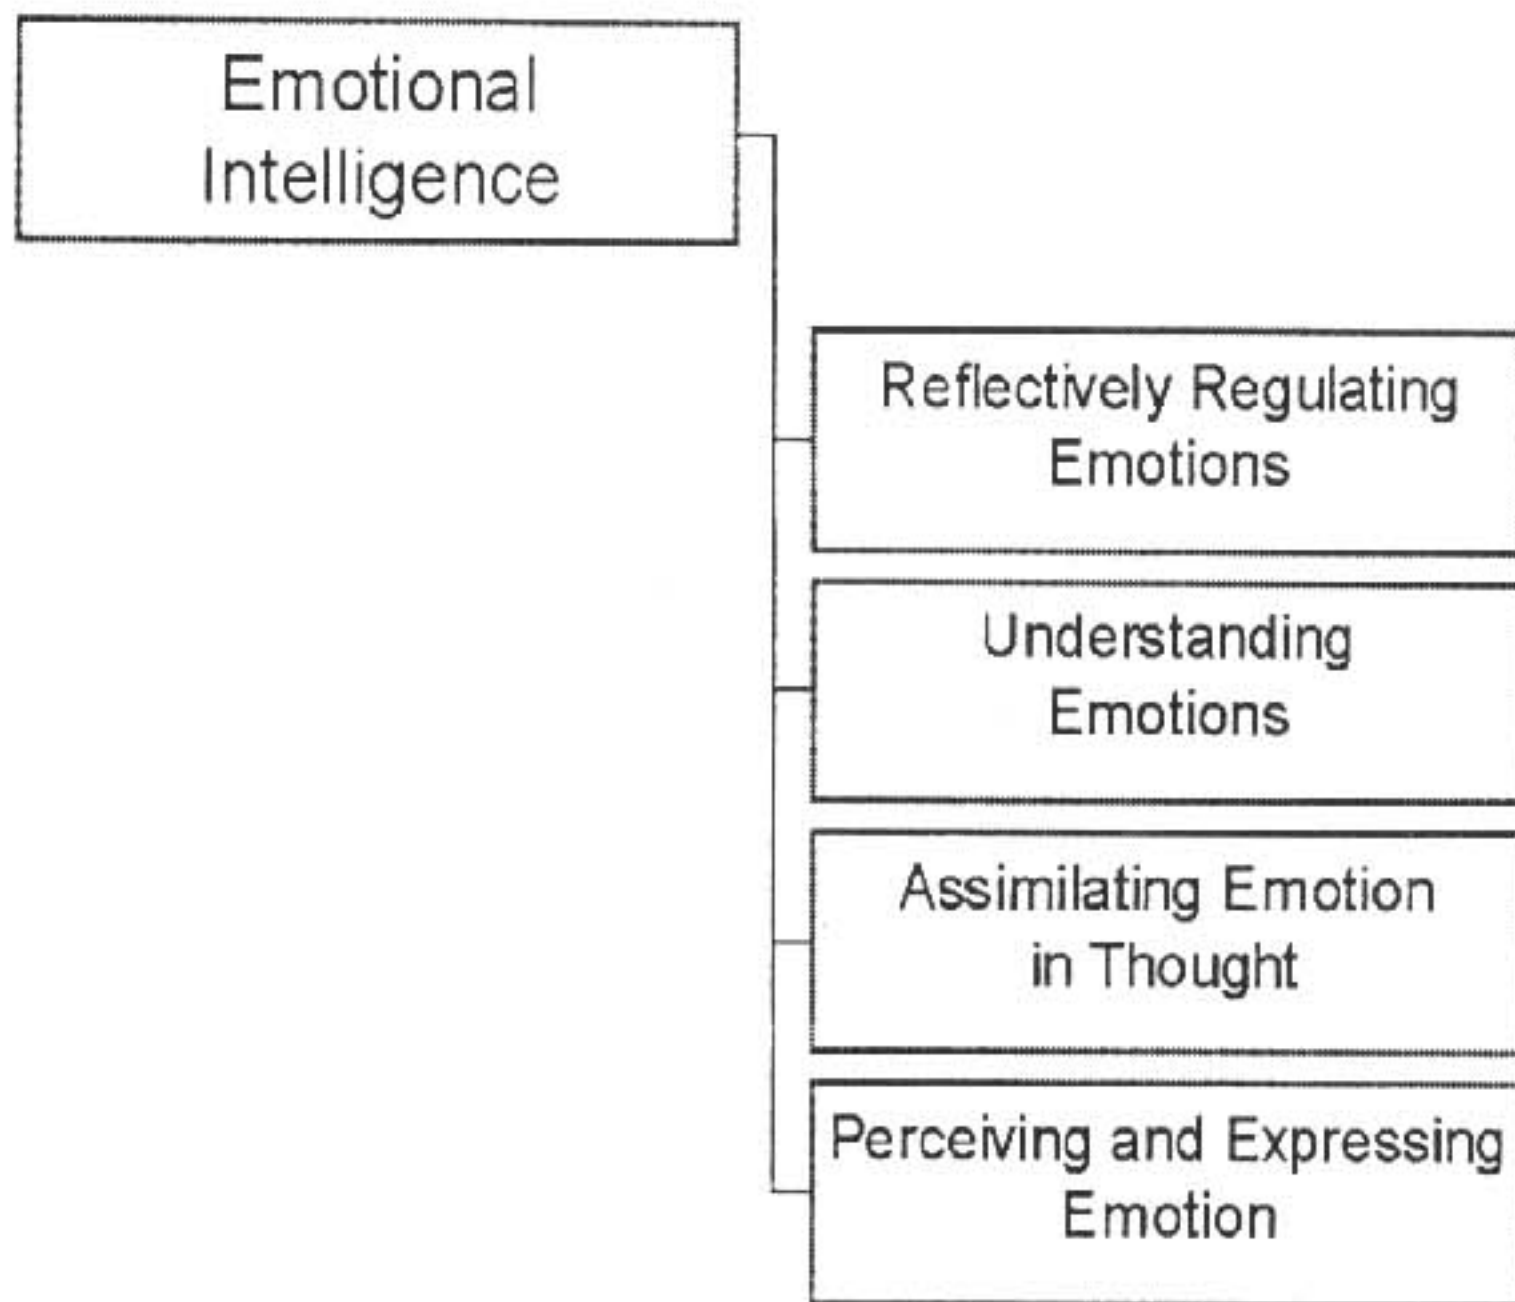 Emotional
Intelligence
Reflectively Regulating
Emotions
Understanding
Emotions
Assimilating Emotion
in Thought
Perceiving and Expressing
Emotion